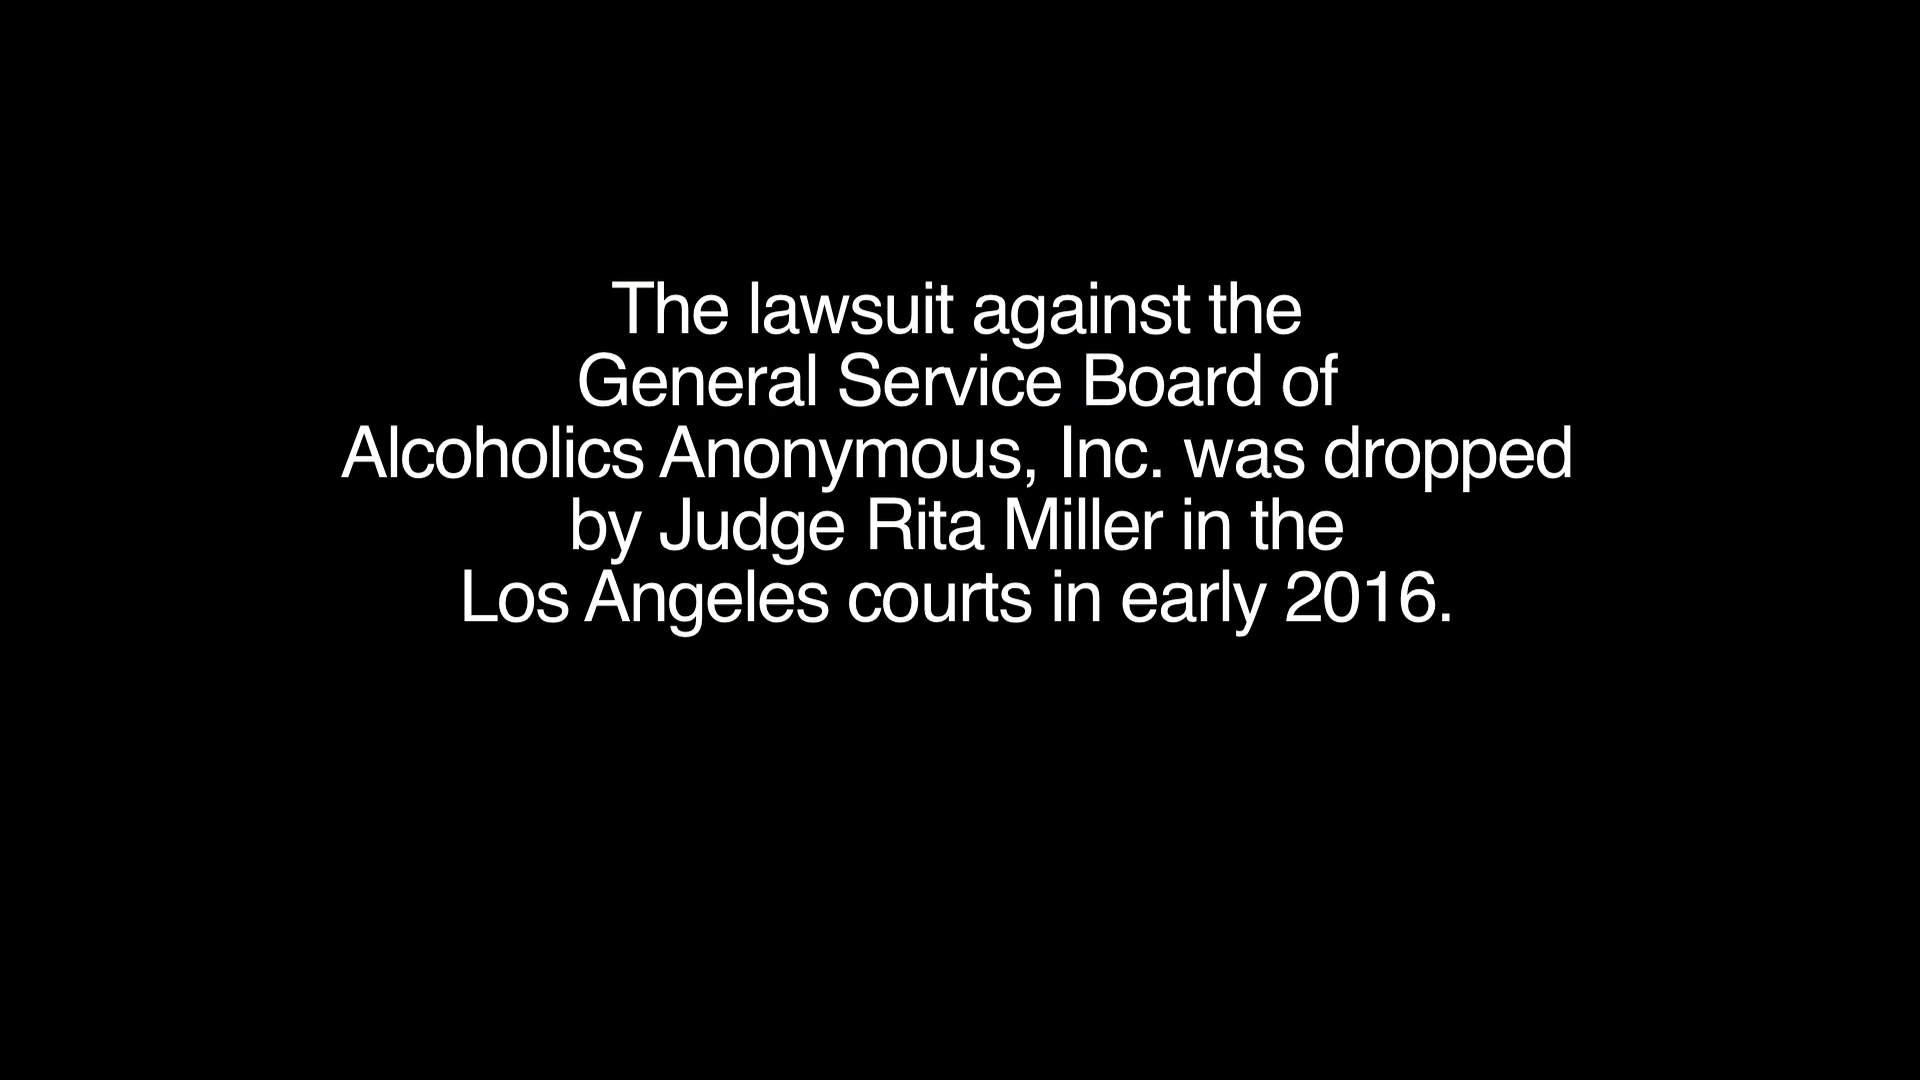 The lawsuit against the
General Service Board of
Alcoholics Anonymous, Inc. was dropped
by Judge Rita Miller in the
Los Angeles courts in early 2016.